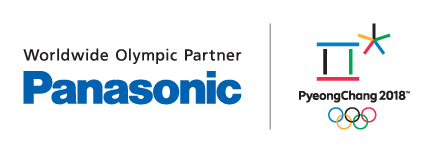 Worldwide Olympic Partner
Panasonic
PyeongChang 2018™